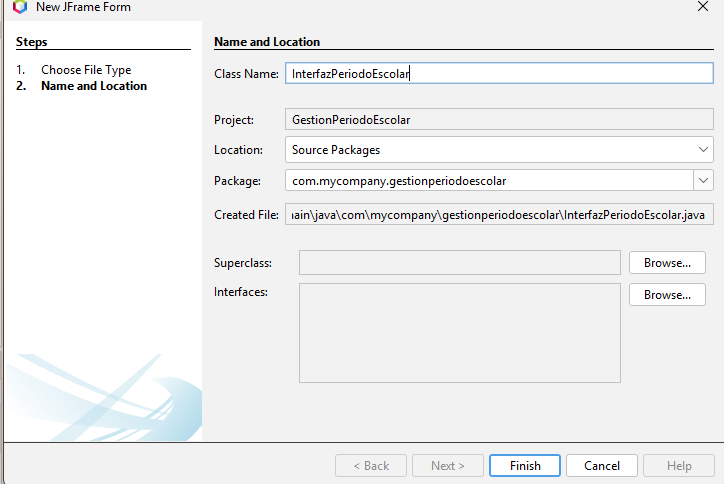 New JFrame Form
Steps
1. Choose File Type
2. Name and Location
Name and Location
Class Name: InterfazPeriodoEscolar
Project: GestionPeriodoEscolar
Location: Source Packages
Package: com.mycompany.gestionperiodoescolar
Created File: ain\java\com\mycompany\gestionperiodoescolar\InterfazPeriodoEscolar.java
Superclass: Browse...
Interfaces: Browse...
< Back Next > Finish Cancel Help